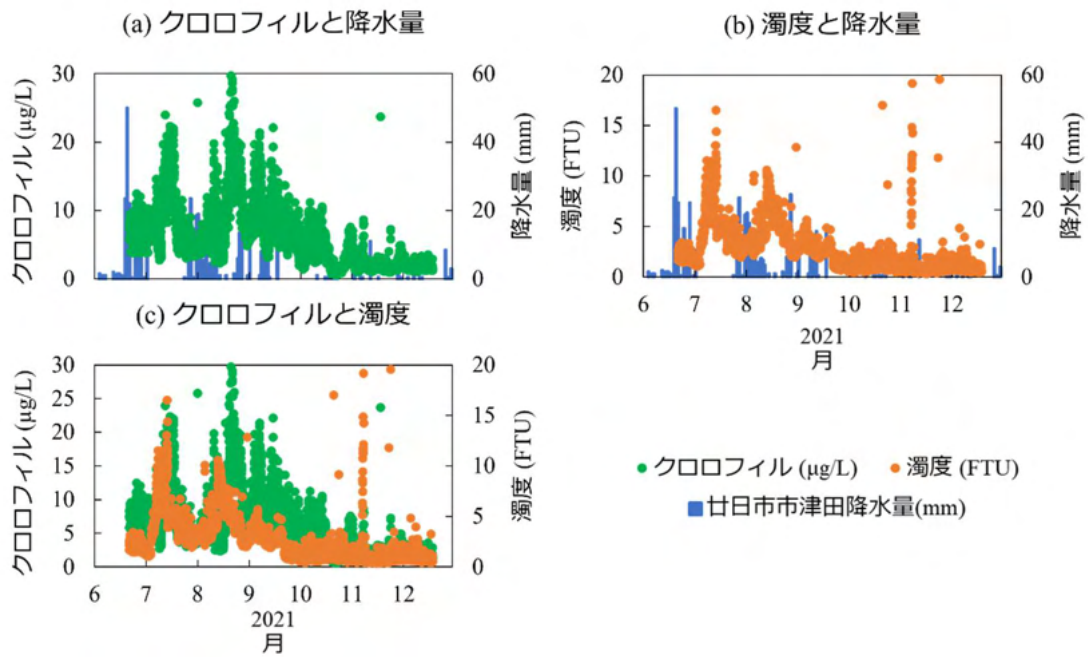 (a) クロロフィルと降水量
クロロフィル (μg/L)
30
20
10
0
60
40
20
0
降水量 (mm)
(b) 濁度と降水量
濁度 (FTU)
20
15
10
5
0
60
40
20
0
降水量 (mm)
6 7 8 9 10 11 12
2021
月
(c) クロロフィルと濁度
クロロフィル (μg/L)
30
25
20
15
10
5
0
20
15
10
5
0
濁度 (FTU)
6 7 8 9 10 11 12
2021
月
クロロフィル (μg/L) 濁度 (FTU)
廿日市市津田降水量(mm)